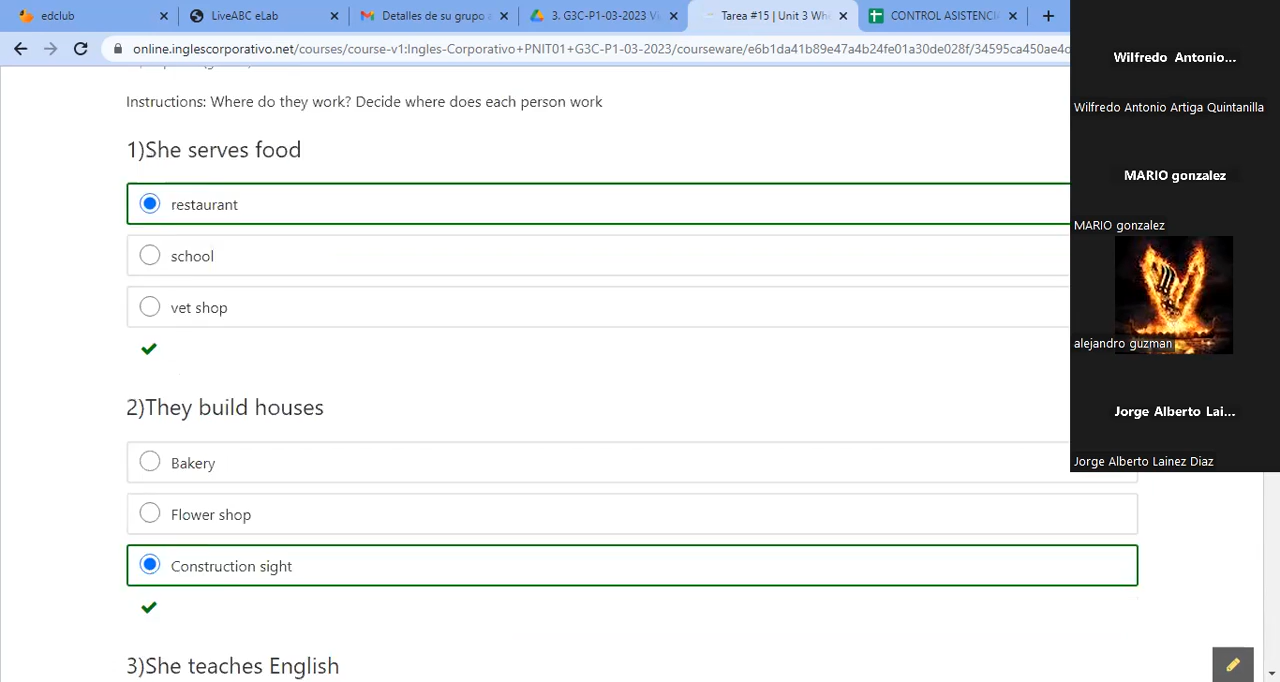 edclub
LiveABC eLab
Detalles de su grupo
3. G3C-P1-03-2023 Vi
Tarea #15 | Unit 3 Whe
CONTROL ASISTENCI
online.inglescorporativo.net/courses/course-v1:Ingles-Corporativo+PNIT01+G3C-P1-03-2023/courseware/e6b1da41b89e47a4b24fe01a30de028f/34595ca450ae4d
Instructions: Where do they work? Decide where does each person work
1)She serves food
restaurant
school
vet shop
2)They build houses
Bakery
Flower shop
Construction sight
3)She teaches English
Wilfredo Antonio...
Wilfredo Antonio Artiga Quintanilla
MARIO gonzalez
MARIO gonzalez
alejandro guzman
Jorge Alberto Lai...
Jorge Alberto Lainez Diaz